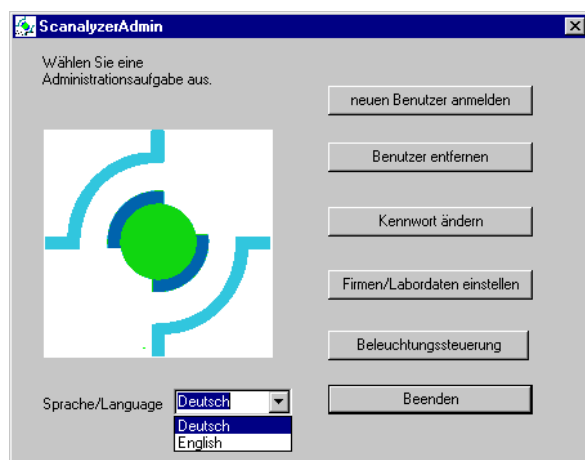 ScanalyzerAdmin
Wählen Sie eine
Administrationsaufgabe aus.
neuen Benutzer anmelden
Benutzer entfernen
Kennwort ändern
Firmen/Labordaten einstellen
Beleuchtungssteuerung
Sprache/Language
Deutsch
Beenden
Deutsch
English